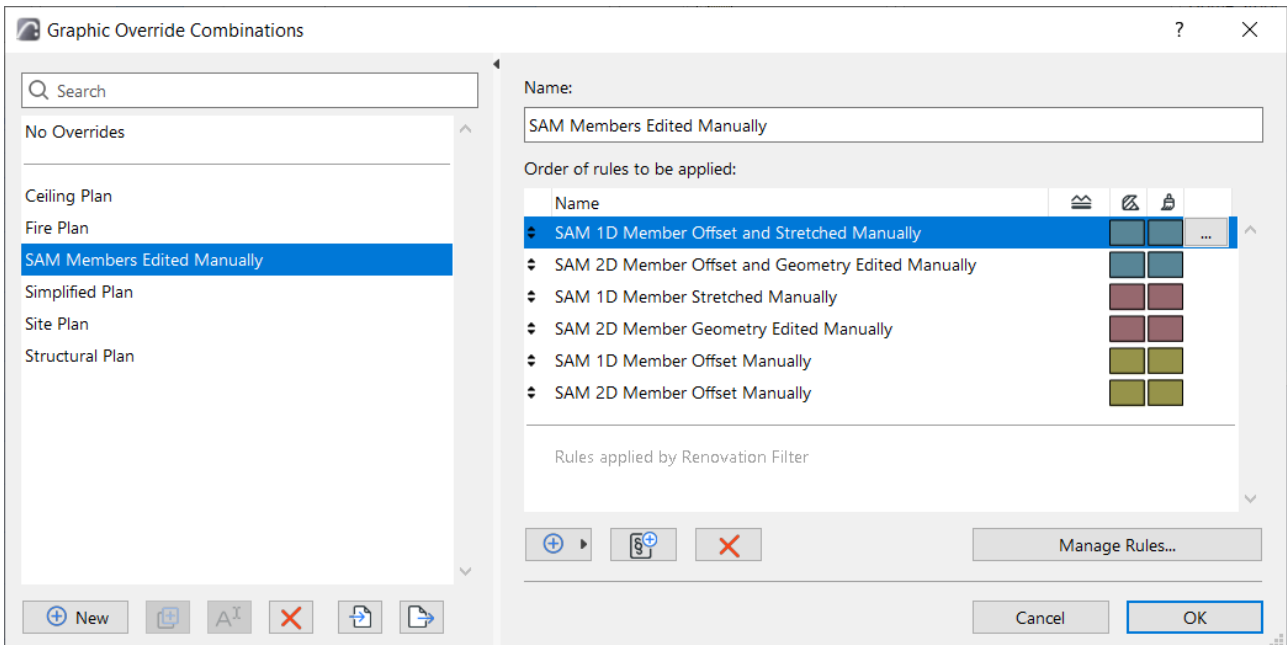 Graphic Override Combinations
?
Search
No Overrides
Ceiling Plan
Fire Plan
SAM Members Edited Manually
Simplified Plan
Site Plan
Structural Plan
New
Name:
SAM Members Edited Manually
Order of rules to be applied:
Name
SAM 1D Member Offset and Stretched Manually
...
SAM 2D Member Offset and Geometry Edited Manually
SAM 1D Member Stretched Manually
SAM 2D Member Geometry Edited Manually
SAM 1D Member Offset Manually
SAM 2D Member Offset Manually
Rules applied by Renovation Filter
Manage Rules...
Cancel
OK